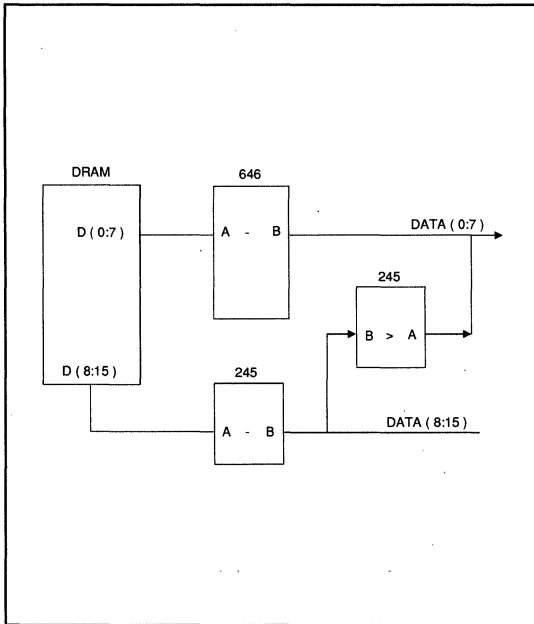 DRAM
646
D ( 0:7 )
A - B
DATA ( 0:7 )
245
B > A
D ( 8:15 )
245
A - B
DATA ( 8:15 )